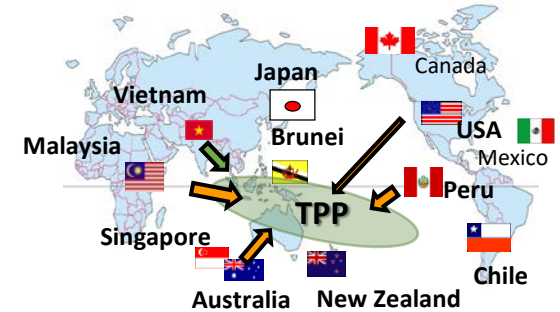 Canada
Japan
Vietnam
Brunei
USA
Malaysia
Mexico
Peru
TPP
Singapore
Chile
Australia
New Zealand